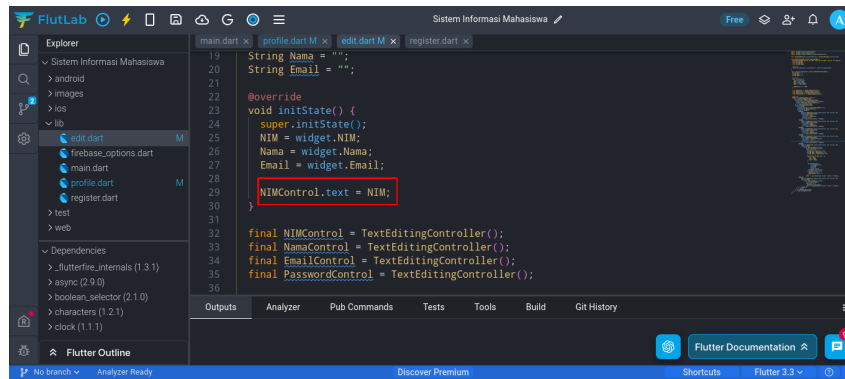 FlutLab
Sistem Informasi Mahasiswa
Free
A
Explorer
main.dart ×
profile.dart M ×
edit.dart M ×
register.dart ×
Sistem Informasi Mahasiswa
android
images
ios
lib
edit.dart M
firebase_options.dart
main.dart
profile.dart M
register.dart
test
web
Dependencies
_flutterfire_internals (1.3.1)
async (2.9.0)
boolean_selector (2.1.0)
characters (1.2.1)
clock (1.1.1)
Flutter Outline
2
R
19 String Nama = "";
20 String Email = "";
21
22 @override
23 void initState() {
24 super.initState();
25 NIM = widget.NIM;
26 Nama = widget.Nama;
27 Email = widget.Email;
28
29 NIMControl.text = NIM;
30 }
31
32 final NIMControl = TextEditingController();
33 final NamaControl = TextEditingController();
34 final EmailControl = TextEditingController();
35 final PasswordControl = TextEditingController();
36
Outputs Analyzer Pub Commands Tests Tools Build Git History
Flutter Documentation
No branch Analyzer Ready Discover Premium Shortcuts Flutter 3.3